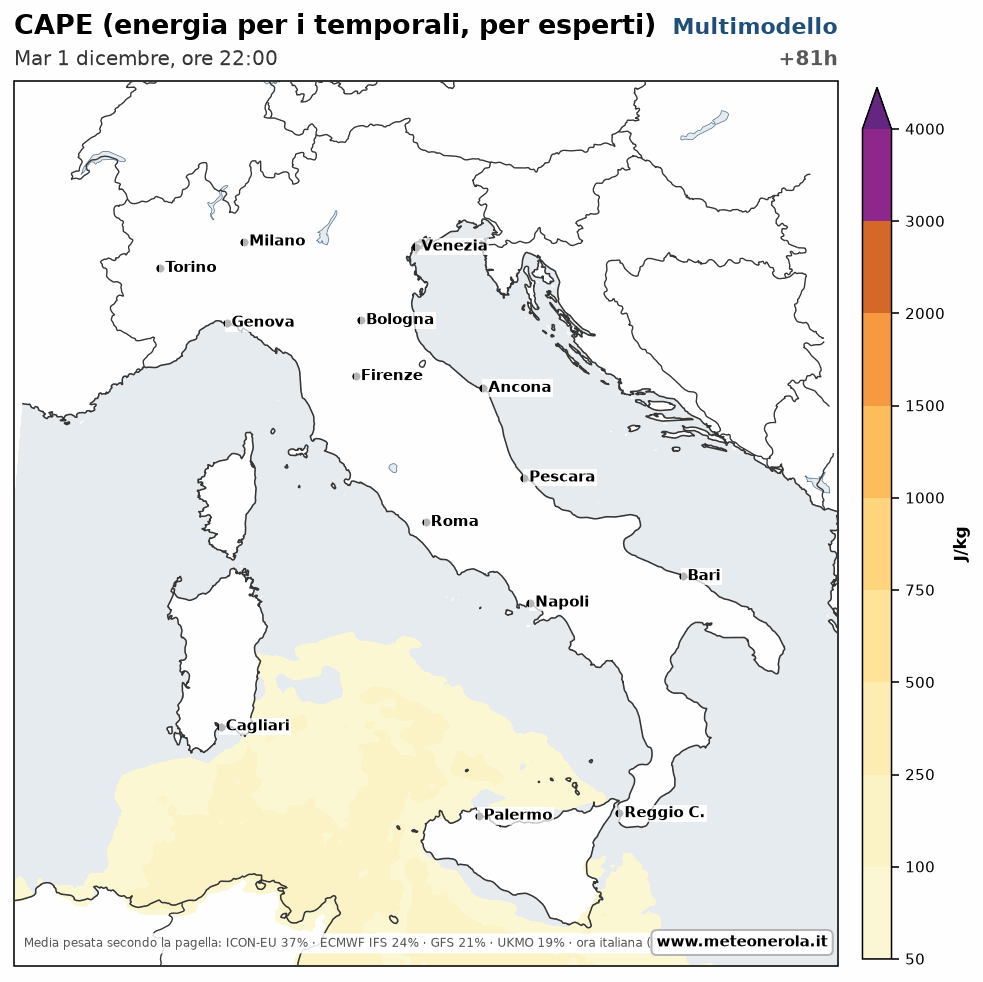 CAPE (energia per i temporali, per esperti) Multimodello
Mar 1 dicembre, ore 22:00 +81h
4000
3000
2000
1500
1000
750
500
250
100
50
J/kg
Milano
Venezia
Torino
Genova
Bologna
Firenze
Ancona
Pescara
Roma
Bari
Napoli
Cagliari
Palermo
Reggio C.
Media pesata secondo la pagella: ICON-EU 37% · ECMWF IFS 24% · GFS 21% · UKMO 19% · ora italiana (
www.meteonerola.it